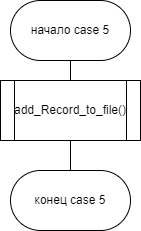 начало case 5
add_Record_to_file()
конец case 5